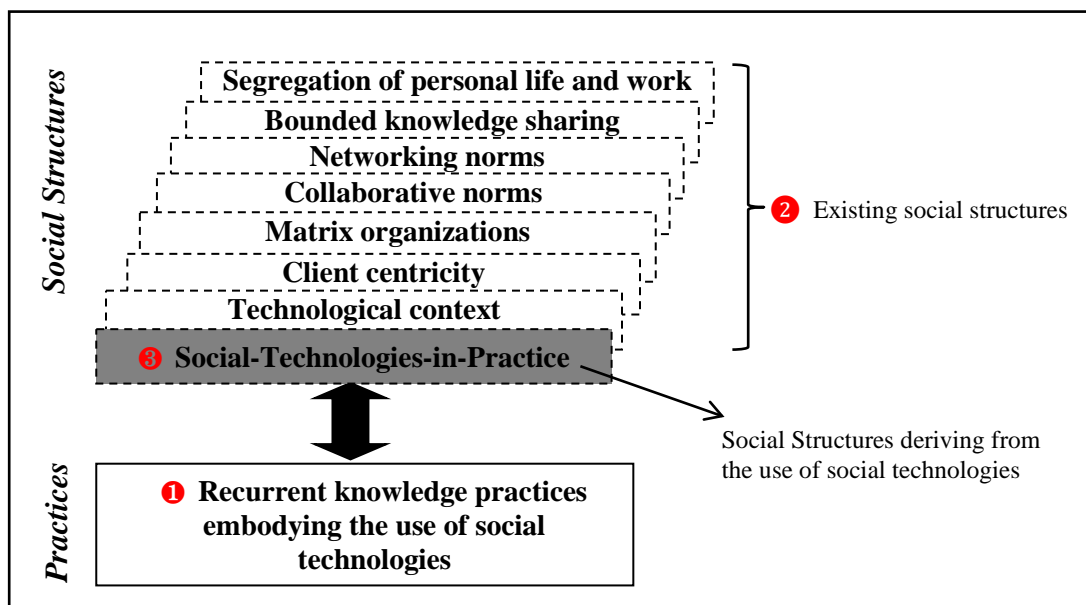 Social Structures
Segregation of personal life and work
Bounded knowledge sharing
Networking norms
Collaborative norms
Matrix organizations
Client centricity
Technological context
❸ Social-Technologies-in-Practice
❷ Existing social structures
Social Structures deriving from
the use of social technologies
Practices
❶ Recurrent knowledge practices
embodying the use of social
technologies